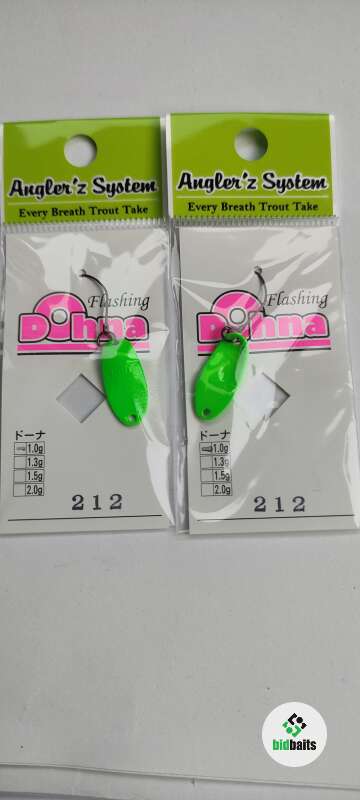 Angler'z System
Every Breath Trout Take
Flashing
Dohna
ドーナ
1.0g
1.3g
1.5g
2.0g
212
Angler'z System
Every Breath Trout Take
Flashing
Dohna
ドーナ
1.0g
1.3g
1.5g
2.0g
212
bidbaits